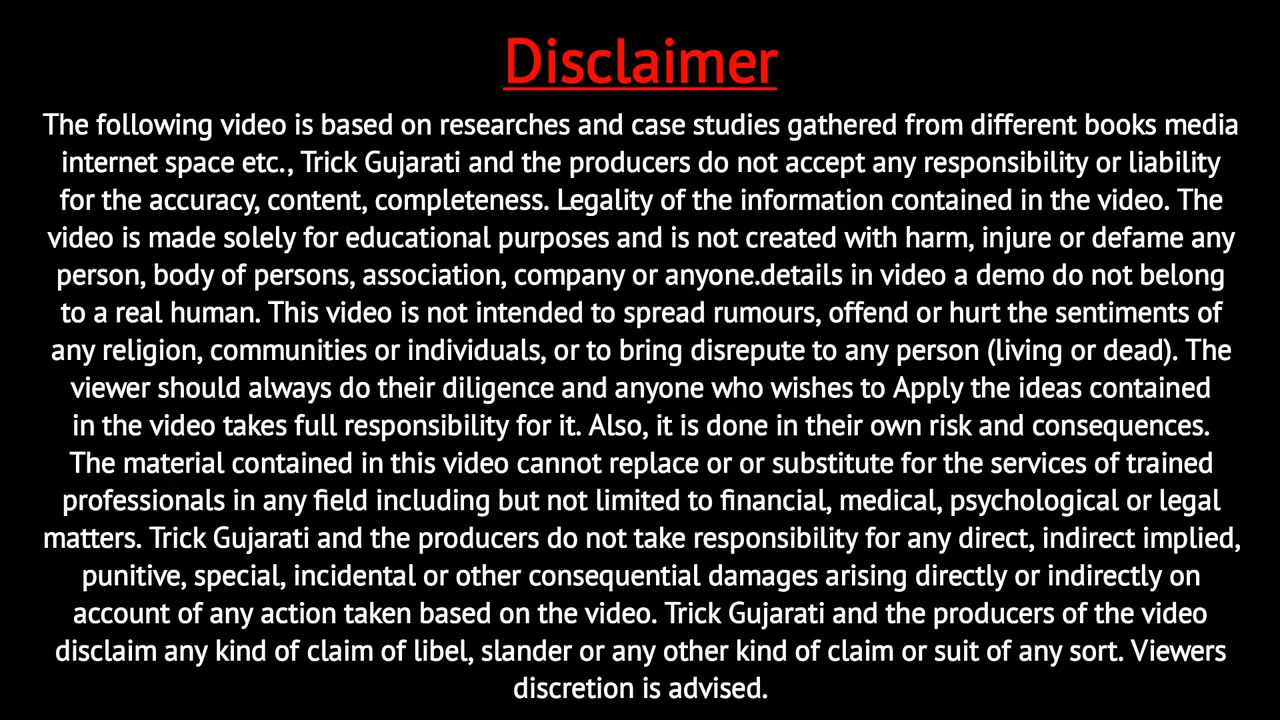 Disclaimer
The following video is based on researches and case studies gathered from different books media
internet space etc., Trick Gujarati and the producers do not accept any responsibility or liability
for the accuracy, content, completeness. Legality of the information contained in the video. The
video is made solely for educational purposes and is not created with harm, injure or defame any
person, body of persons, association, company or anyone.details in video a demo do not belong
to a real human. This video is not intended to spread rumours, offend or hurt the sentiments of
any religion, communities or individuals, or to bring disrepute to any person (living or dead). The
viewer should always do their diligence and anyone who wishes to Apply the ideas contained
in the video takes full responsibility for it. Also, it is done in their own risk and consequences.
The material contained in this video cannot replace or or substitute for the services of trained
professionals in any field including but not limited to financial, medical, psychological or legal
matters. Trick Gujarati and the producers do not take responsibility for any direct, indirect implied,
punitive, special, incidental or other consequential damages arising directly or indirectly on
account of any action taken based on the video. Trick Gujarati and the producers of the video
disclaim any kind of claim of libel, slander or any other kind of claim or suit of any sort. Viewers
discretion is advised.